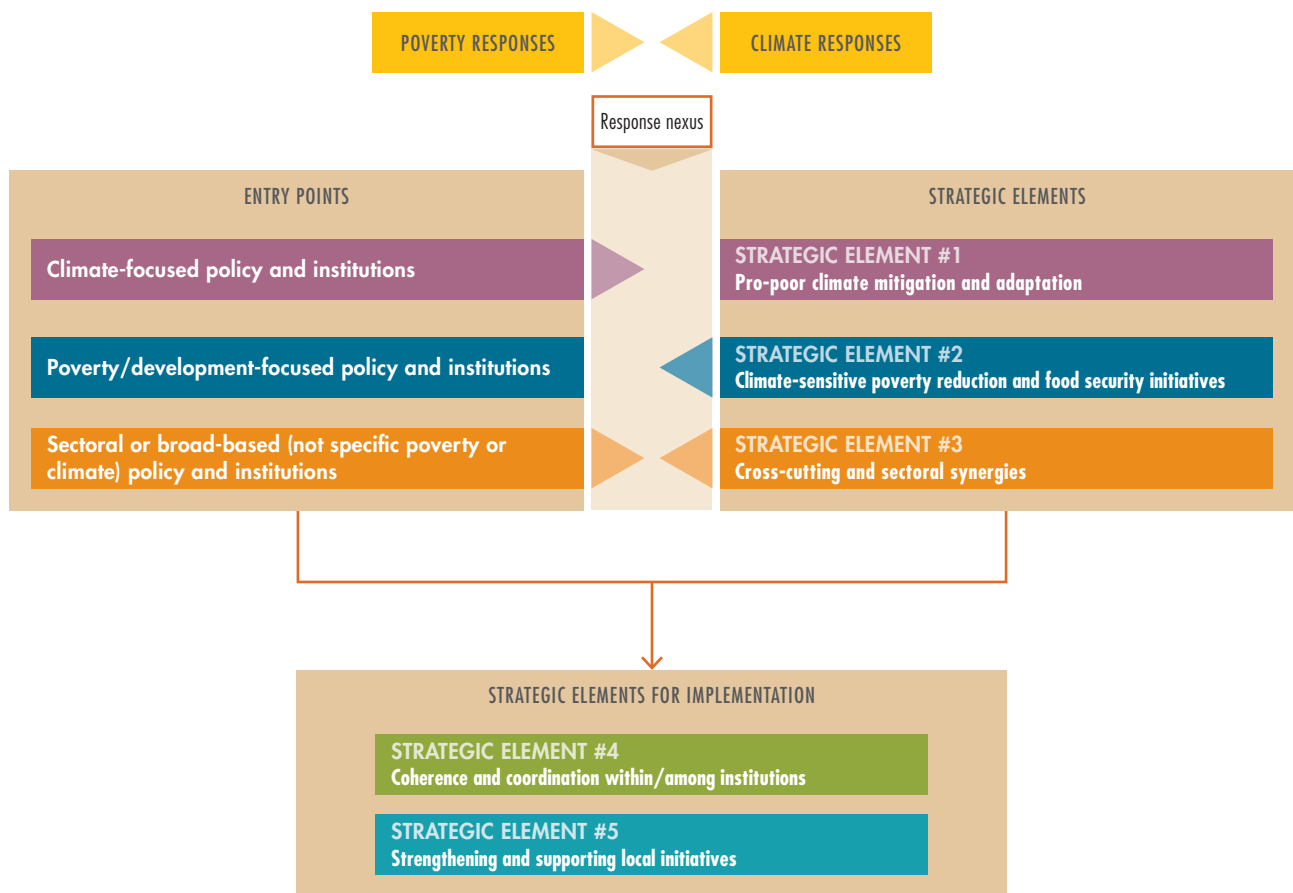 POVERTY RESPONSES
CLIMATE RESPONSES
Response nexus
ENTRY POINTS
Climate-focused policy and institutions
Poverty/development-focused policy and institutions
Sectoral or broad-based (not specific poverty or
climate) policy and institutions
STRATEGIC ELEMENTS
STRATEGIC ELEMENT #1
Pro-poor climate mitigation and adaptation
STRATEGIC ELEMENT #2
Climate-sensitive poverty reduction and food security initiatives
STRATEGIC ELEMENT #3
Cross-cutting and sectoral synergies
STRATEGIC ELEMENTS FOR IMPLEMENTATION
STRATEGIC ELEMENT #4
Coherence and coordination within/among institutions
STRATEGIC ELEMENT #5
Strengthening and supporting local initiatives